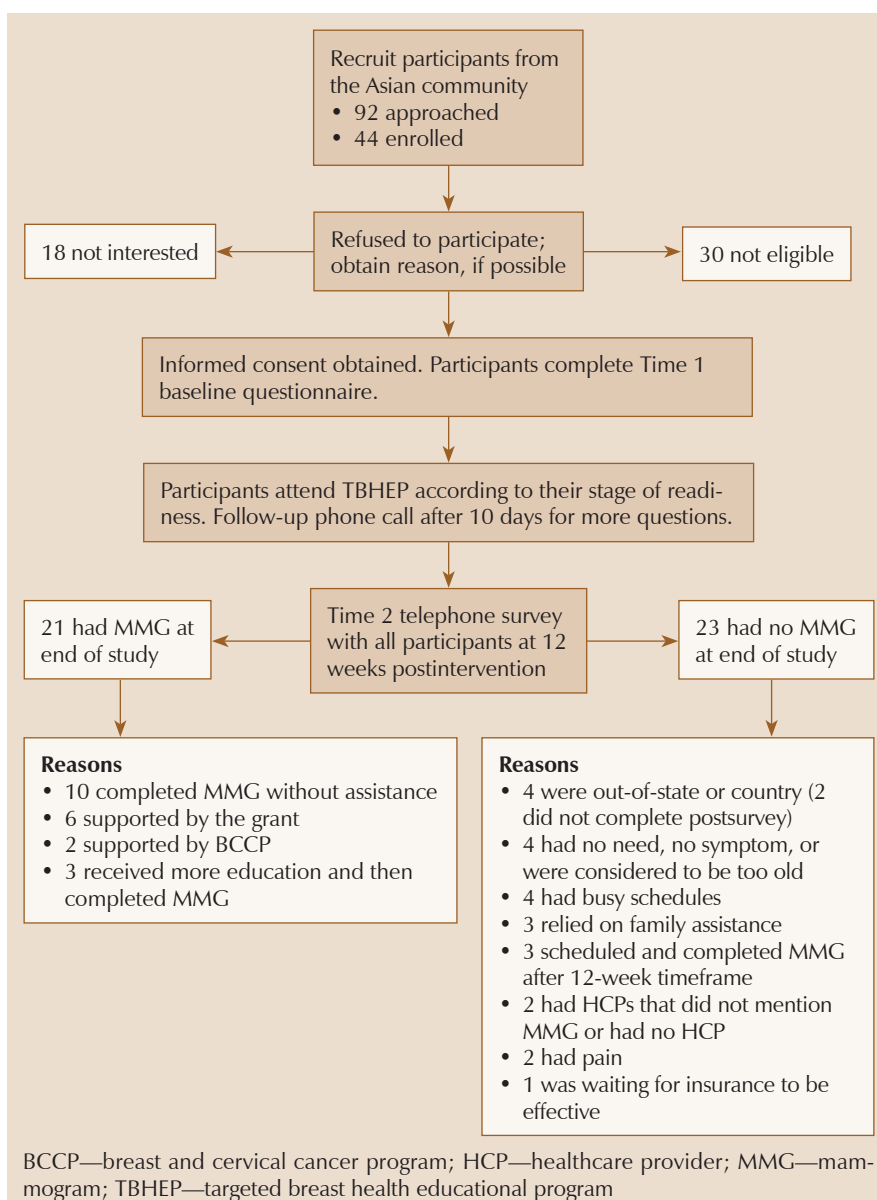 Recruit participants from
the Asian community
• 92 approached
• 44 enrolled
18 not interested
Refused to participate;
obtain reason, if possible
30 not eligible
Informed consent obtained. Participants complete Time 1
baseline questionnaire.
Participants attend TBHEP according to their stage of readi-
ness. Follow-up phone call after 10 days for more questions.
21 had MMG at
end of study
Time 2 telephone survey
with all participants at 12
weeks postintervention
23 had no MMG
at end of study
Reasons
• 10 completed MMG without assistance
• 6 supported by the grant
• 2 supported by BCCP
• 3 received more education and then
completed MMG
Reasons
• 4 were out-of-state or country (2
did not complete postsurvey)
• 4 had no need, no symptom, or
were considered to be too old
• 4 had busy schedules
• 3 relied on family assistance
• 3 scheduled and completed MMG
after 12-week timeframe
• 2 had HCPs that did not mention
MMG or had no HCP
• 2 had pain
• 1 was waiting for insurance to be
effective
BCCP—breast and cervical cancer program; HCP—healthcare provider; MMG—mam-
mogram; TBHEP—targeted breast health educational program